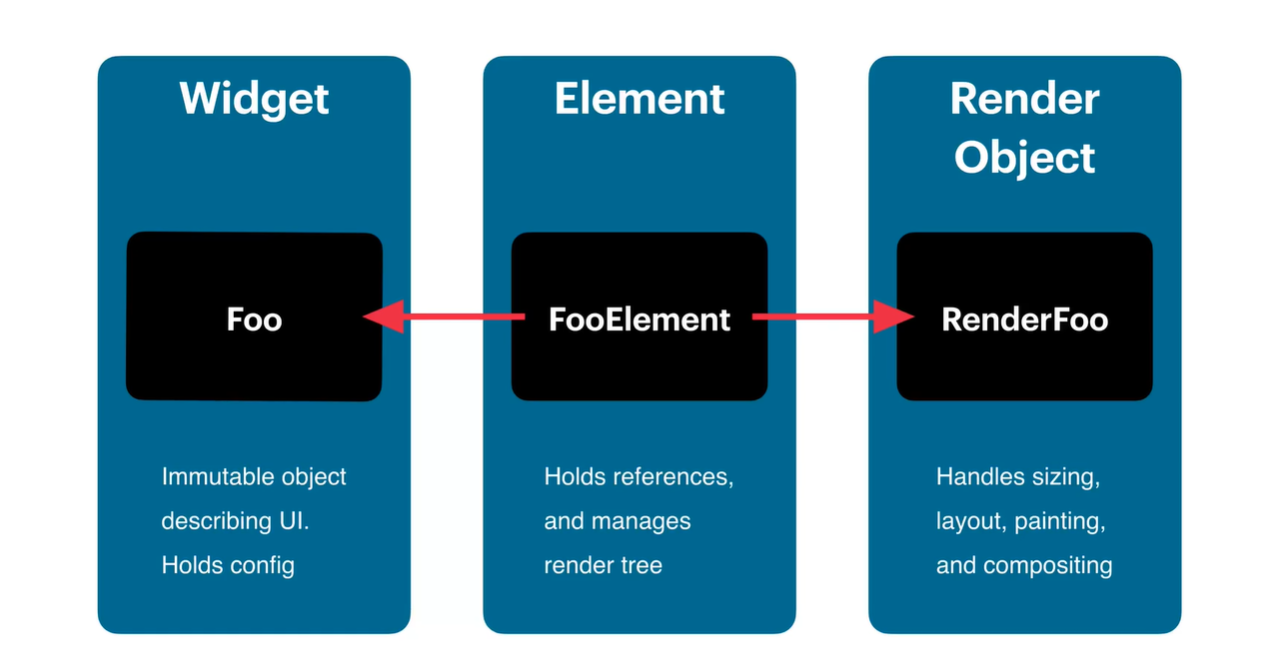 Widget
Foo
Immutable object
describing UI.
Holds config
Element
FooElement
Holds references,
and manages
render tree
Render
Object
RenderFoo
Handles sizing,
layout, painting,
and compositing